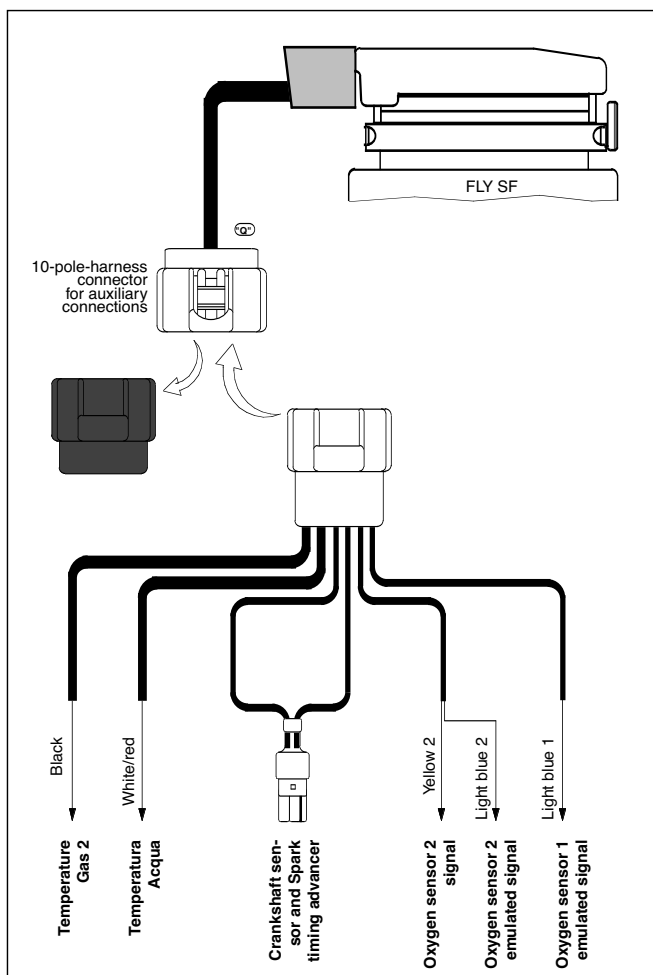 FLY SF
"Q"
10-pole-harness
connector
for auxiliary
connections
Black
White/red
Yellow 2
Light blue 2
Light blue 1
Temperature
Gas 2
Temperatura
Acqua
Crankshaft sen-
sor and Spark
timing advancer
Oxygen sensor 2
signal
Oxygen sensor 2
emulated signal
Oxygen sensor 1
emulated signal